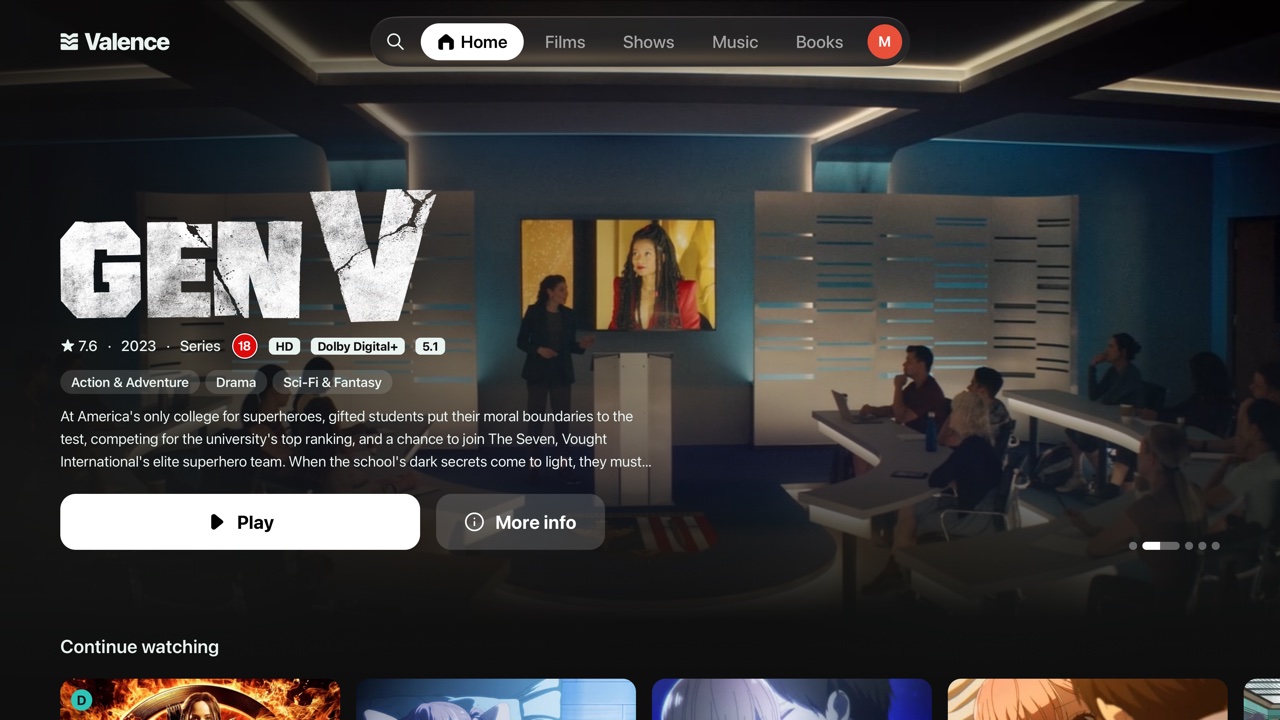 Valence
Home
Films
Shows
Music
Books
M
GEN V
7.6 · 2023 · Series 18 HD Dolby Digital+ 5.1
Action & Adventure Drama Sci-Fi & Fantasy
At America's only college for superheroes, gifted students put their moral boundaries to the
test, competing for the university's top ranking, and a chance to join The Seven, Vought
International's elite superhero team. When the school's dark secrets come to light, they must...
Play
More info
Continue watching
D